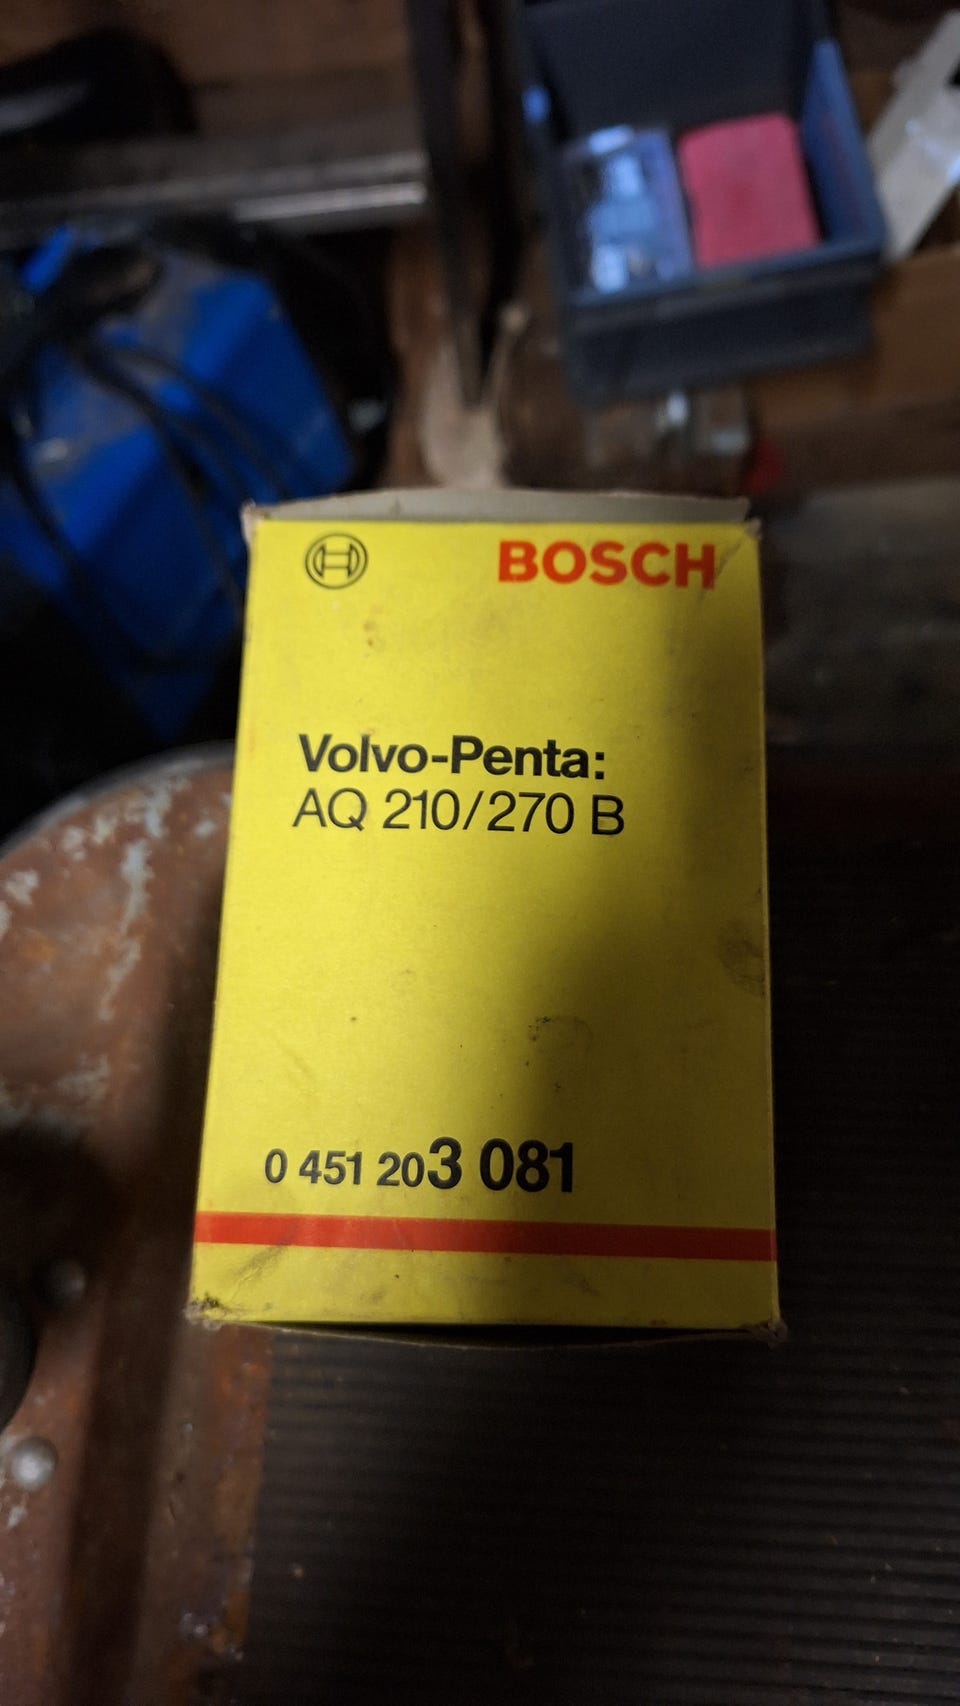 BOSCH
Volvo-Penta:
AQ 210/270 B
0 451 203 081